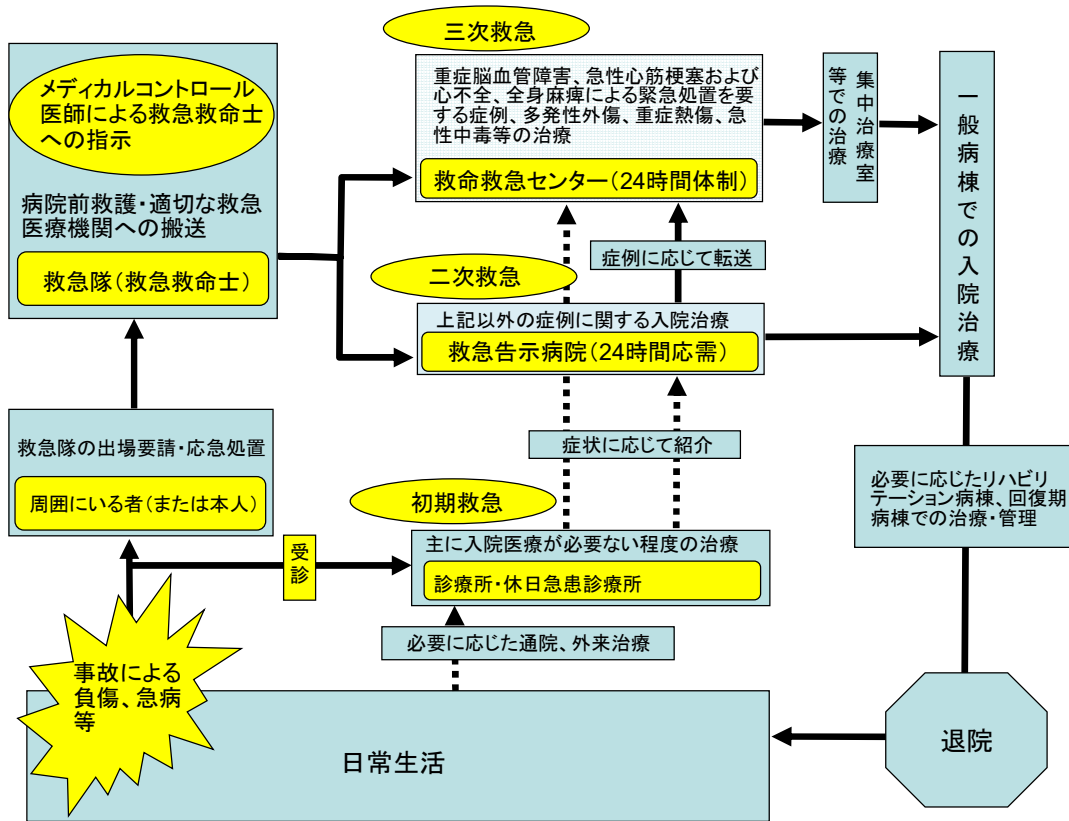 三次救急
メディカルコントロール
医師による救急救命士
への指示
病院前救護・適切な救急
医療機関への搬送
救急隊（救急救命士）
重症脳血管障害、急性心筋梗塞および
心不全、全身麻痺による緊急処置を要
する症例、多発性外傷、重症熱傷、急
性中毒等の治療
救命救急センター（24時間体制）
集中治療室
等での治療
一般病棟での入院治療
症例に応じて転送
二次救急
上記以外の症例に関する入院治療
救急告示病院（24時間応需）
救急隊の出場要請・応急処置
周囲にいる者（または本人）
症状に応じて紹介
初期救急
主に入院医療が必要ない程度の治療
診療所・休日急患診療所
受診
必要に応じたリハビリ
テーション病棟、回復期
病棟での治療・管理
必要に応じた通院、外来治療
事故による
負傷、急病
等
日常生活
退院